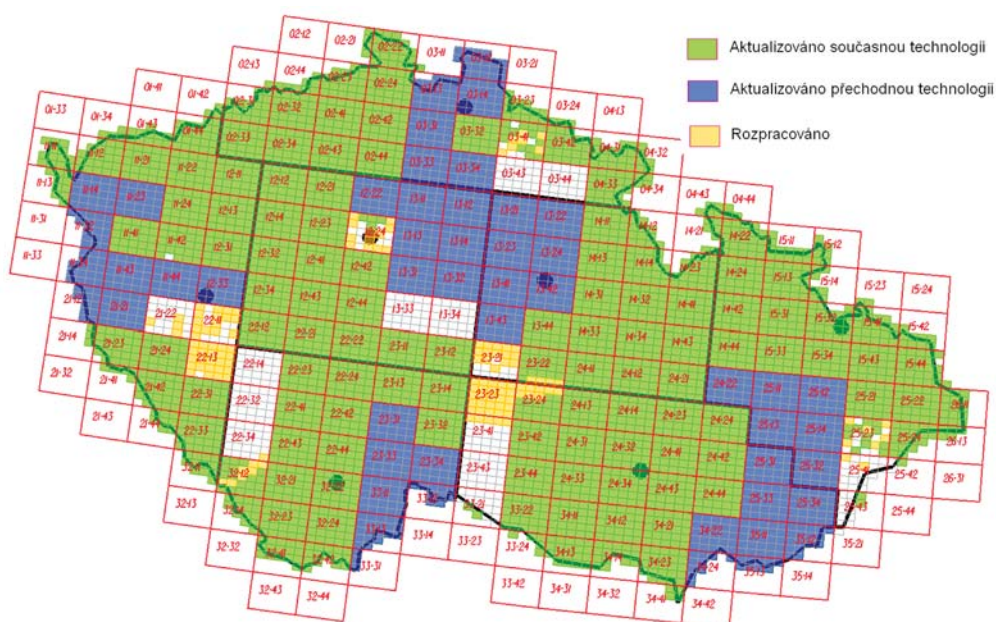 Aktualizováno současnou technologii
Aktualizováno přechodnou technologii
Rozpracováno
02-12 02-21 02-22 03-11
03-21
02-13 02-14 02-23 02-24 03-13 03-14 03-23 03-24 04-13
01-41 01-42
01-33 01-34 01-43 01-44 02-32 02-41 02-42 03-31 03-32 03-41 03-42 04-31 04-32
02-33 02-34 02-43 02-44 03-33 03-34 03-43 03-44 04-33 04-34 04-43 04-44
11-12 11-21 11-22 12-11 12-12 12-21 12-22 13-11 13-12 13-21 13-22 14-11 14-21 14-22 15-11 15-12
11-13 11-14 11-23 11-24 12-13 12-14 12-23 12-24 13-13 13-14 13-23 13-24 14-13 14-14 14-23 14-24 15-13 15-14 15-23 15-24
11-31 11-41 11-42 12-31 12-32 12-41 12-42 13-31 13-32 13-41 13-42 14-31 14-32 14-41 14-42 15-31 15-41 15-42
11-33 11-43 11-44 12-33 12-34 12-43 12-44 13-33 13-34 13-43 13-44 14-33 14-34 14-43 14-44 15-33 15-34 15-43 15-44
21-12 21-21 21-22 22-11 22-12 22-21 22-22 23-11 23-12 23-21 23-22 24-11 24-12 24-21 24-22 25-11 25-12
21-14 21-23 21-24 22-13 22-14 22-23 22-24 23-13 23-14 23-23 23-24 24-13 24-14 24-23 25-13 25-14 25-23 25-24 26-13
21-32 21-41 21-42 22-31 22-32 22-41 22-42 23-31 23-32 23-41 23-42 24-31 24-32 24-41 25-31 25-32 25-42 26-31
21-43 21-44 22-33 22-34 22-43 22-44 23-33 23-34 23-43 23-44 24-33 24-34 24-43 24-44 25-33 25-34 25-43 25-44
32-11 32-12 32-21 33-11 33-21 33-22 34-11 34-12 34-21 34-22 35-11 35-21
32-13 32-14 32-23 32-24 33-13 33-14 33-23 33-24 34-13 34-14 34-23 34-24 35-13 35-14
32-32 32-41 32-42 33-31 33-42 34-31 34-32 34-41 34-42
32-43 32-44